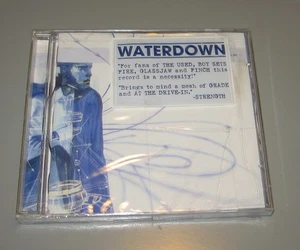 WATERDOWN
"For fans of THE USED, BOY SETS
FIRE, GLASSJAW and FINCH this
record is a necessity!"
"Brings to mind a mesh of GRADE
and AT THE DRIVE-IN."
-STRENGTH